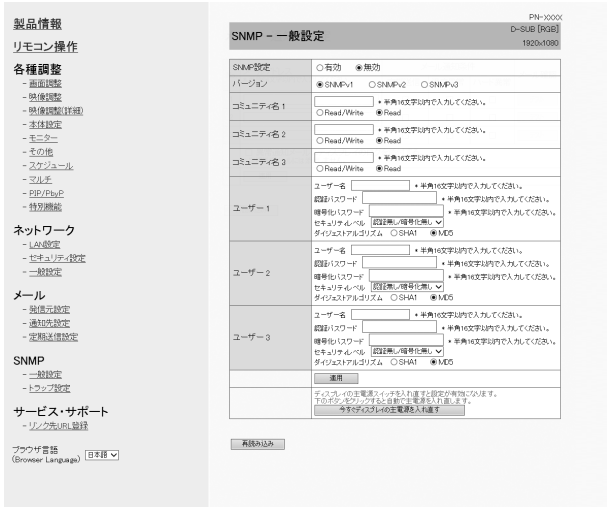 製品情報
リモコン操作
各種調整
- 画面調整
- 映像調整
- 映像調整(詳細)
- 本体設定
- モニター
- その他
- スケジュール
- マルチ
- PIP/PbyP
- 特別機能
ネットワーク
- LAN設定
- セキュリティ設定
- 一般設定
メール
- 発信元設定
- 通知先設定
- 定期送信設定
SNMP
- 一般設定
- トラップ設定
サービス・サポート
- リンク先URL登録
ブラウザ言語
(Browser Language) 日本語
PN-xxxx
SNMP - 一般設定
D-SUB [RGB]
1920x1080
SNMP設定 有効 無効
バージョン SNMPv1 SNMPv2 SNMPv3
コミュニティ名 1 * 半角16文字以内で入力してください。
Read/Write Read
コミュニティ名 2 * 半角16文字以内で入力してください。
Read/Write Read
コミュニティ名 3 * 半角16文字以内で入力してください。
Read/Write Read
ユーザー 1
ユーザー名 * 半角16文字以内で入力してください。
認証パスワード * 半角16文字以内で入力してください。
暗号化パスワード * 半角16文字以内で入力してください。
セキュリティレベル 認証無し/暗号化無し
ダイジェストアルゴリズム SHA1 MD5
ユーザー 2
ユーザー名 * 半角16文字以内で入力してください。
認証パスワード * 半角16文字以内で入力してください。
暗号化パスワード * 半角16文字以内で入力してください。
セキュリティレベル 認証無し/暗号化無し
ダイジェストアルゴリズム SHA1 MD5
ユーザー 3
ユーザー名 * 半角16文字以内で入力してください。
認証パスワード * 半角16文字以内で入力してください。
暗号化パスワード * 半角16文字以内で入力してください。
セキュリティレベル 認証無し/暗号化無し
ダイジェストアルゴリズム SHA1 MD5
適用
ディスプレイの主電源スイッチを入れ直すと設定が有効になります。
下のボタンをクリックすると自動で主電源を入れ直します。
今すぐディスプレイの主電源を入れ直す
再読み込み